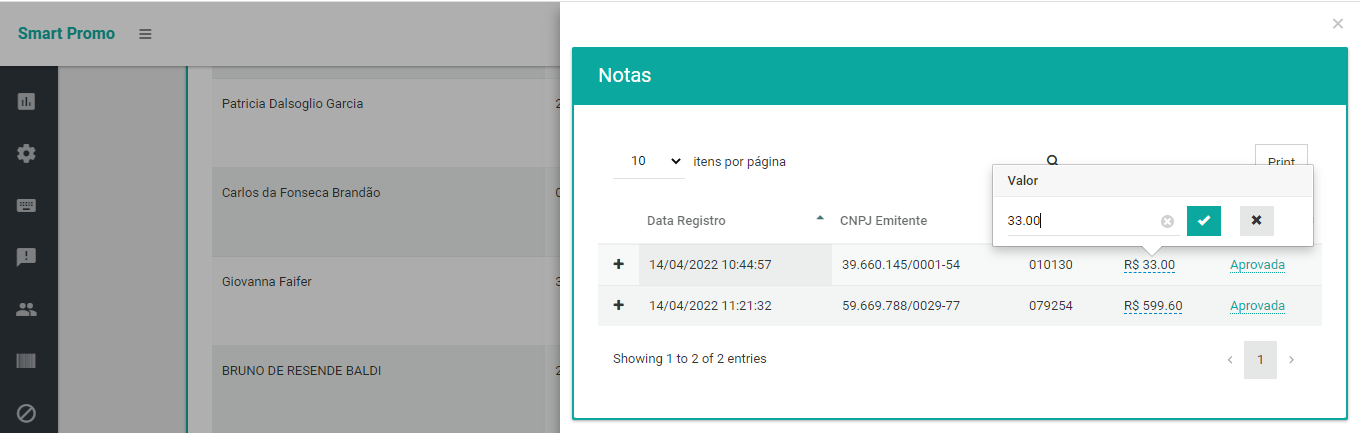 Smart Promo
Notas
10 itens por página
Print
Valor
33.00
Data Registro CNPJ Emitente
14/04/2022 10:44:57 39.660.145/0001-54 010130 R$ 33.00 Aprovada
14/04/2022 11:21:32 59.669.788/0029-77 079254 R$ 599.60 Aprovada
Showing 1 to 2 of 2 entries
1
Patricia Dalsoglio Garcia
Carlos da Fonseca Brandão
Giovanna Faifer
BRUNO DE RESENDE BALDI